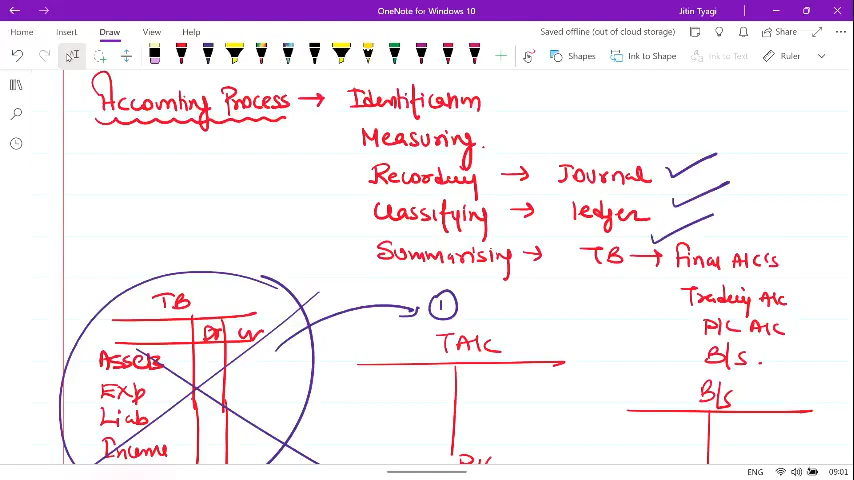 OneNote for Windows 10
Jitin Tyagi
Home Insert Draw View Help
Saved offline (out of cloud storage)
Share
Shapes
Ink to Shape
Ink to Text
Ruler
Accounting Process → Identification
Measuring.
Recording → Journal
Classifying → ledger
Summarising → TB → Final A/C's
Trading A/C
P/L A/C
B/S.
TB
Dr Cr
Assets
Exp
Liab
Income
1
TA/C
B/S
P/L
ENG
09:01